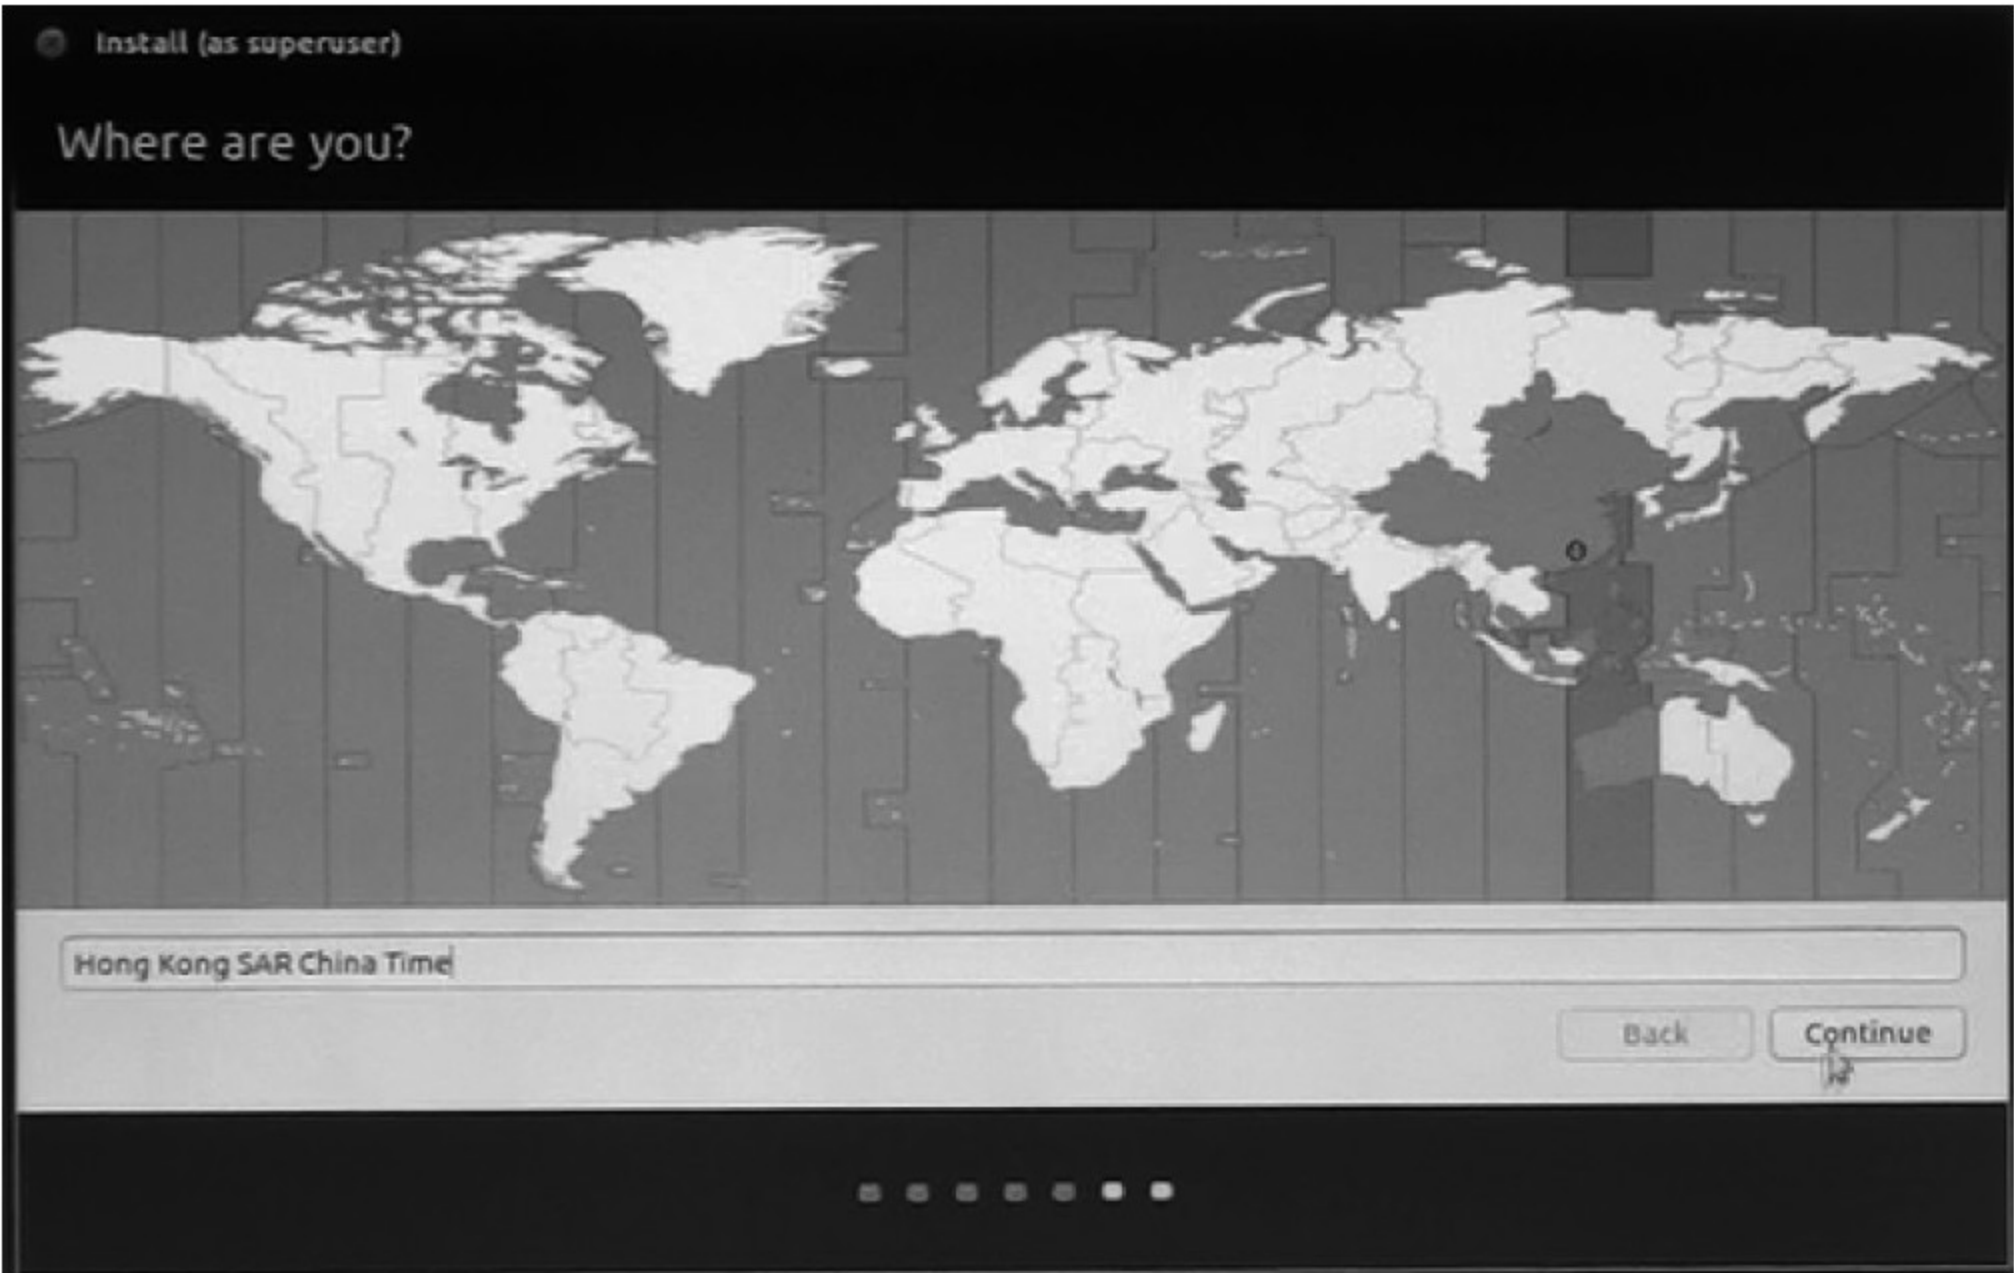 Install (as superuser)
Where are you?
Hong Kong SAR China Time
Back
Continue